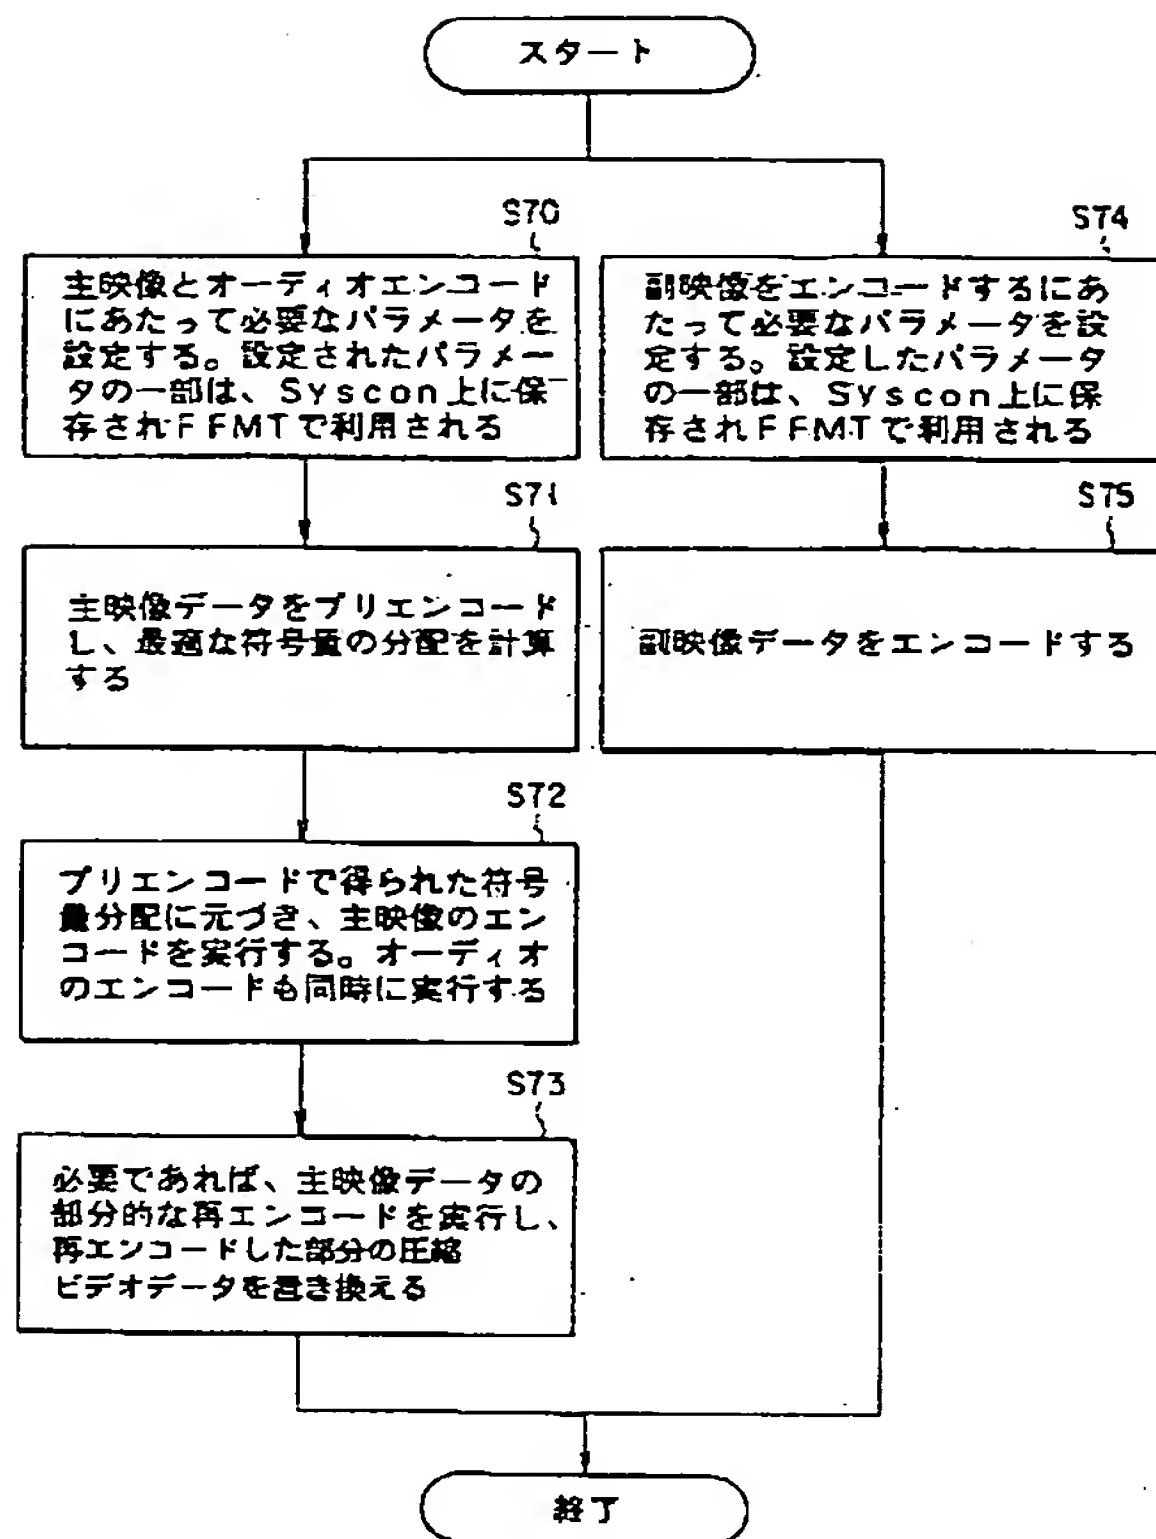 スタート
S70
主映像とオーディオエンコード
にあたって必要なパラメータを
設定する。設定されたパラメー
タの一部は、Syscon上に保
存されFFMTで利用される
S71
主映像データをプリエンコード
し、最適な符号量の分配を計算
する
S72
プリエンコードで得られた符号
量分配に元づき、主映像のエン
コードを実行する。オーディオ
のエンコードも同時に実行する
S73
必要であれば、主映像データの
部分的な再エンコードを実行し、
再エンコードした部分の圧縮
ビデオデータを書き換える
S74
副映像をエンコードするにあ
たって必要なパラメータを設
定する。設定したパラメータ
の一部は、Syscon上に保
存されFFMTで利用される
S75
副映像データをエンコードする
終了